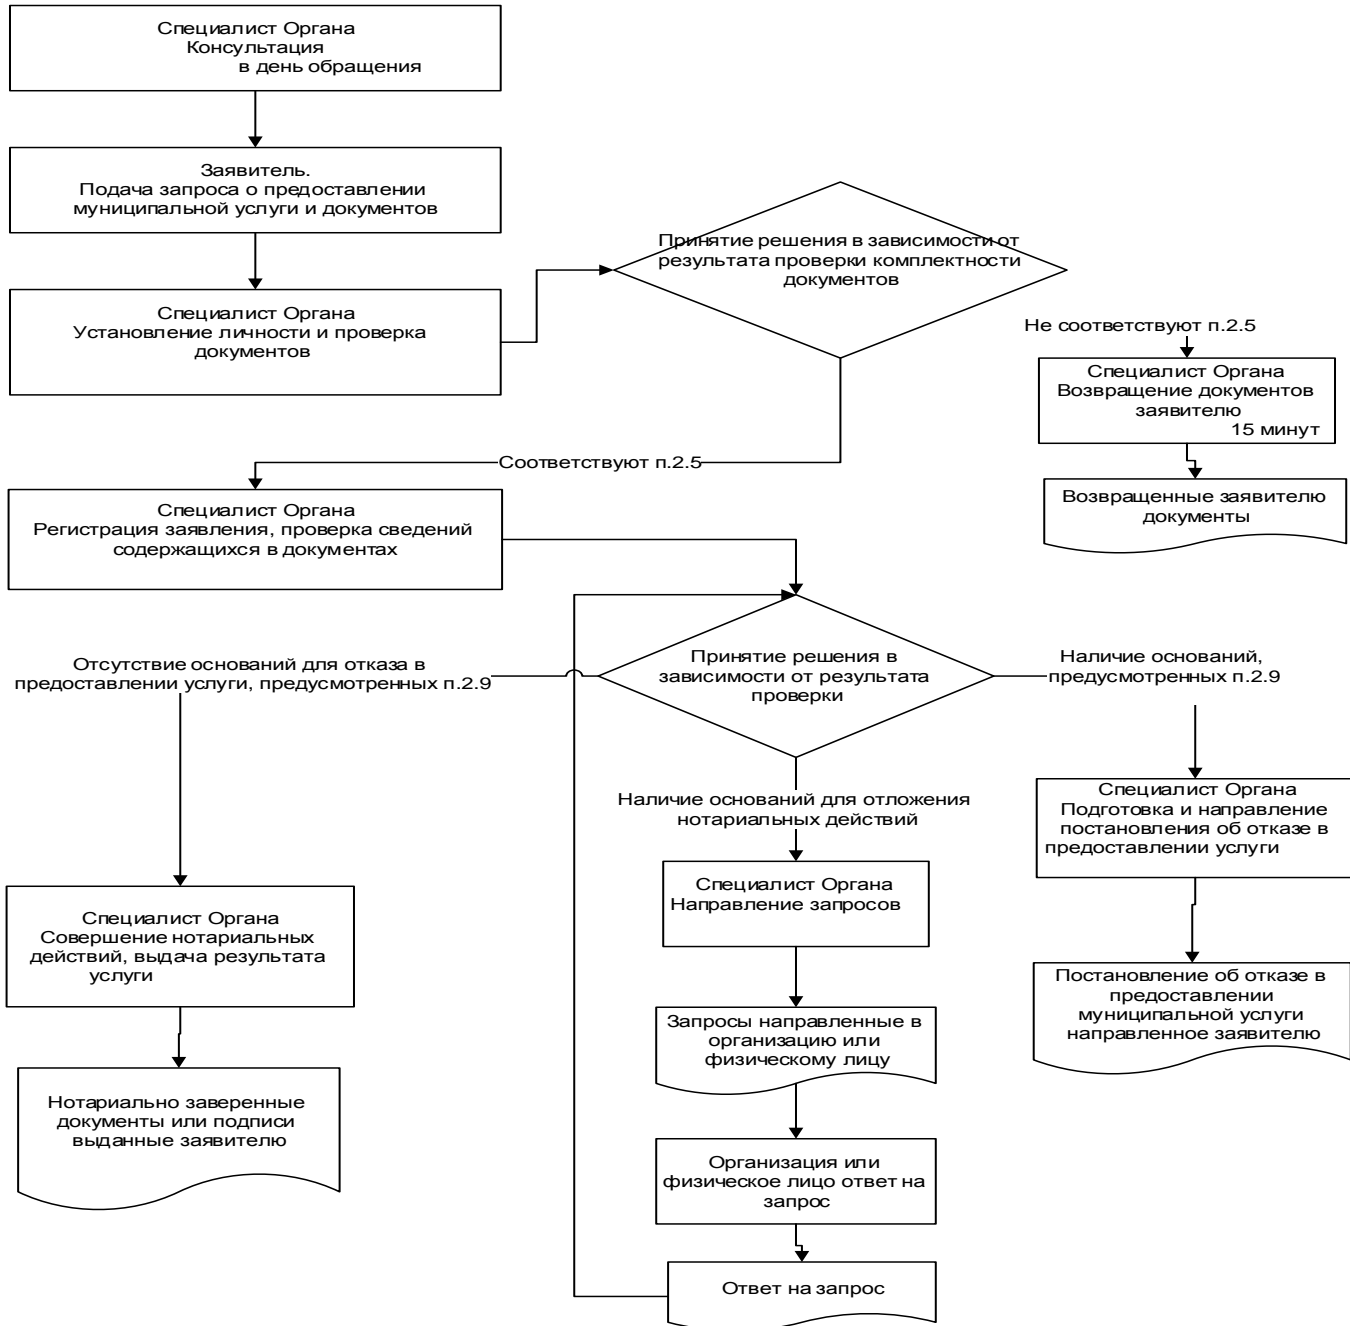 Специалист Органа
Консультация
в день обращения
Заявитель.
Подача запроса о предоставлении
муниципальной услуги и документов
Специалист Органа
Установление личности и проверка
документов
Принятие решения в зависимости от
результата проверки комплектности
документов
Не соответствуют п.2.5
Специалист Органа
Возвращение документов
заявителю
15 минут
Возвращенные заявителю
документы
Соответствуют п.2.5
Специалист Органа
Регистрация заявления, проверка сведений
содержащихся в документах
Принятие решения в
зависимости от результата
проверки
Отсутствие оснований для отказа в
предоставлении услуги, предусмотренных п.2.9
Наличие оснований,
предусмотренных п.2.9
Наличие оснований для отложения
нотариальных действий
Специалист Органа
Подготовка и направление
постановления об отказе в
предоставлении услуги
Специалист Органа
Направление запросов
Специалист Органа
Совершение нотариальных
действий, выдача результата
услуги
Постановление об отказе в
предоставлении
муниципальной услуги
направленное заявителю
Запросы направленные в
организацию или
физическому лицу
Нотариально заверенные
документы или подписи
выданные заявителю
Организация или
физическое лицо ответ на
запрос
Ответ на запрос